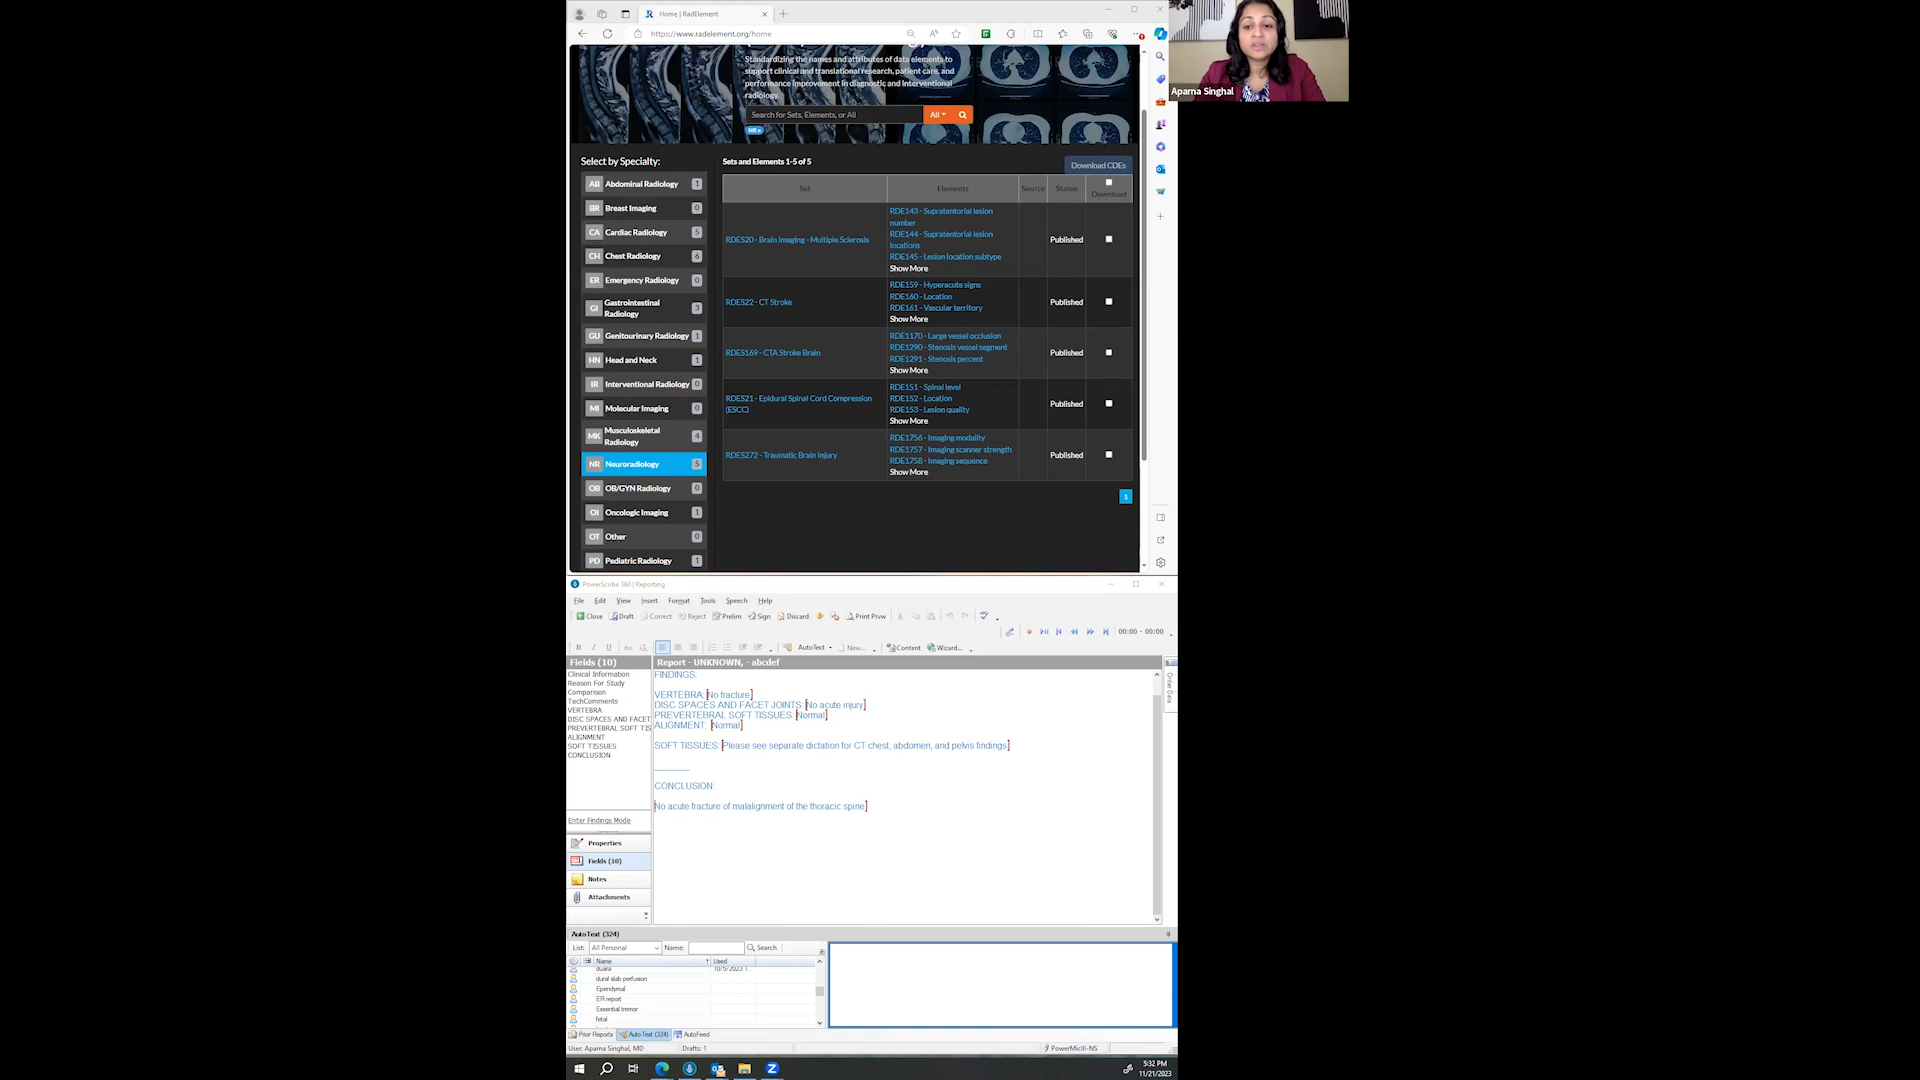 Home | RadElement
https://www.radelement.org/home
Aparna Singhal
Standardizing the names and attributes of data elements to
support clinical and translational research, patient care, and
performance improvement in diagnostic and interventional
radiology.
Search for Sets, Elements, or All
All
NR x
Select by Specialty:
AB Abdominal Radiology 1
BR Breast Imaging 0
CA Cardiac Radiology 5
CH Chest Radiology 6
ER Emergency Radiology 0
GI Gastrointestinal
Radiology 3
GU Genitourinary Radiology 1
HN Head and Neck 1
IR Interventional Radiology 0
MI Molecular Imaging 0
MK Musculoskeletal
Radiology 4
NR Neuroradiology 5
OB OB/GYN Radiology 0
OI Oncologic Imaging 1
OT Other 0
PD Pediatric Radiology 1
Sets and Elements 1-5 of 5
Download CDEs
Set Elements Source Status Download
RDES20 - Brain Imaging - Multiple Sclerosis
RDE143 - Supratentorial lesion
number
RDE144 - Supratentorial lesion
locations
RDE145 - Lesion location subtype
Show More
Published
RDES22 - CT Stroke
RDE159 - Hyperacute signs
RDE160 - Location
RDE161 - Vascular territory
Show More
Published
RDES169 - CTA Stroke Brain
RDE1170 - Large vessel occlusion
RDE1290 - Stenosis vessel segment
RDE1291 - Stenosis percent
Show More
Published
RDES21 - Epidural Spinal Cord Compression
(ESCC)
RDE151 - Spinal level
RDE152 - Location
RDE153 - Lesion quality
Show More
Published
RDES272 - Traumatic Brain Injury
RDE1756 - Imaging modality
RDE1757 - Imaging scanner strength
RDE1758 - Imaging sequence
Show More
Published
1
PowerScribe 360 | Reporting
File Edit View Insert Format Tools Speech Help
Close Draft Correct Reject Prelim Sign Discard Print Prvw
00:00 - 00:00
B I U Abc AutoText New... Content Wizard...
Fields (10)
Clinical Information
Reason For Study
Comparison
TechComments
VERTEBRA
DISC SPACES AND FACET
PREVERTEBRAL SOFT TIS
ALIGNMENT
SOFT TISSUES
CONCLUSION
Enter Findings Mode
Properties
Fields (10)
Notes
Attachments
Report - UNKNOWN, - abcdef
FINDINGS:
VERTEBRA: [No fracture]
DISC SPACES AND FACET JOINTS: [No acute injury]
PREVERTEBRAL SOFT TISSUES: [Normal]
ALIGNMENT: [Normal]
SOFT TISSUES: [Please see separate dictation for CT chest, abdomen, and pelvis findings]
CONCLUSION:
[No acute fracture of malalignment of the thoracic spine]
Order Data
AutoText (324)
List: All Personal Name: Search
Name Used
duara 10/5/2023 1...
dural slab perfusion
Ependymal
ER report
Essential tremor
fetal
Prior Reports AutoText (324) AutoFeed
User: Aparna Singhal, MD Drafts: 1 PowerMicIII-NS
5:32 PM
11/21/2023